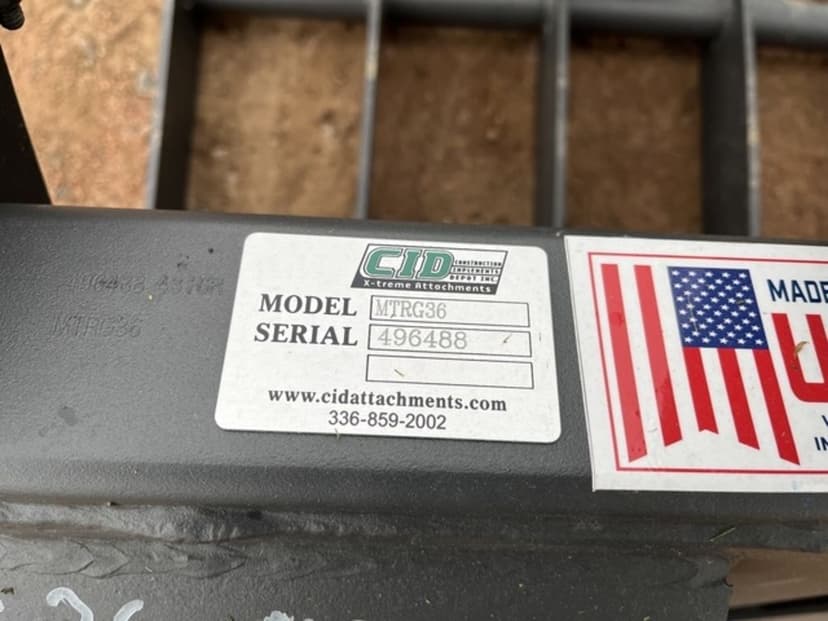 CID CONSTRUCTION
IMPLEMENTS
DEPOT INC.
X-treme Attachments
MODEL MTRG36
SERIAL 496488
www.cidattachments.com
336-859-2002
MADE
U
IN
MTRG36